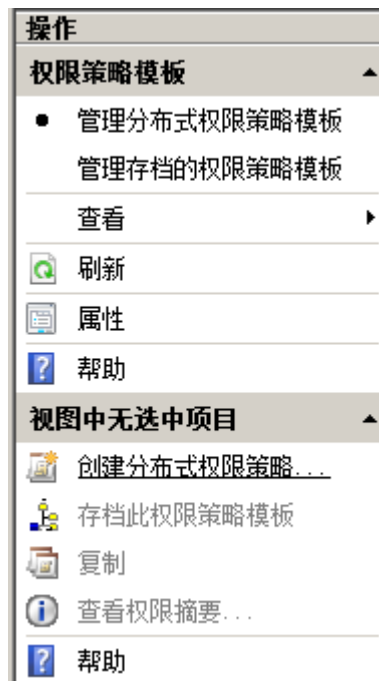 操作
权限策略模板
管理分布式权限策略模板
管理存档的权限策略模板
查看
刷新
属性
帮助
视图中无选中项目
创建分布式权限策略...
存档此权限策略模板
复制
查看权限摘要...
帮助